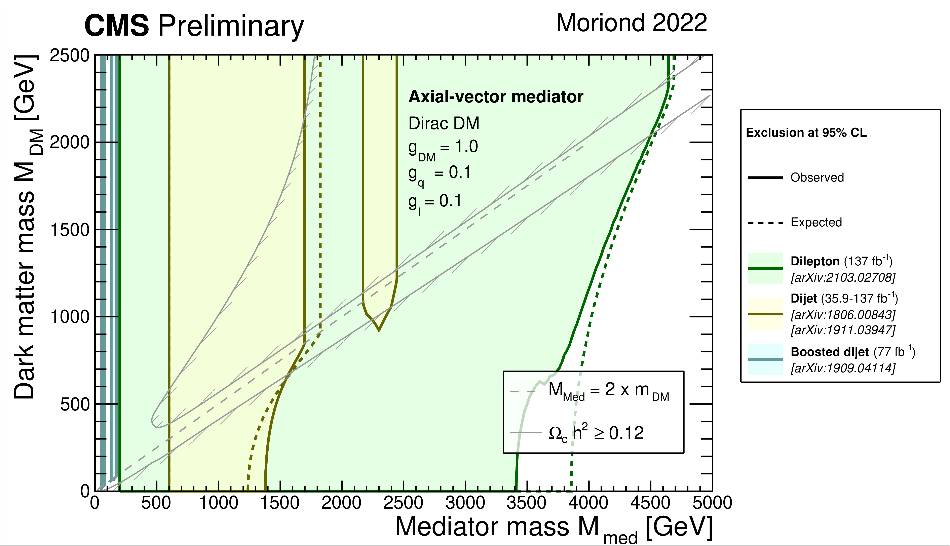 CMS Preliminary
Moriond 2022
Dark matter mass M_DM [GeV]
2500
2000
1500
1000
500
0
Axial-vector mediator
Dirac DM
g_DM = 1.0
g_q = 0.1
g_l = 0.1
M_Med = 2 x m_DM
Ω_c h² ≥ 0.12
0 500 1000 1500 2000 2500 3000 3500 4000 4500 5000
Mediator mass M_med [GeV]
Exclusion at 95% CL
Observed
Expected
Dilepton (137 fb⁻¹)
[arXiv:2103.02708]
Dijet (35.9-137 fb⁻¹)
[arXiv:1806.00843]
[arXiv:1911.03947]
Boosted dijet (77 fb⁻¹)
[arXiv:1909.04114]